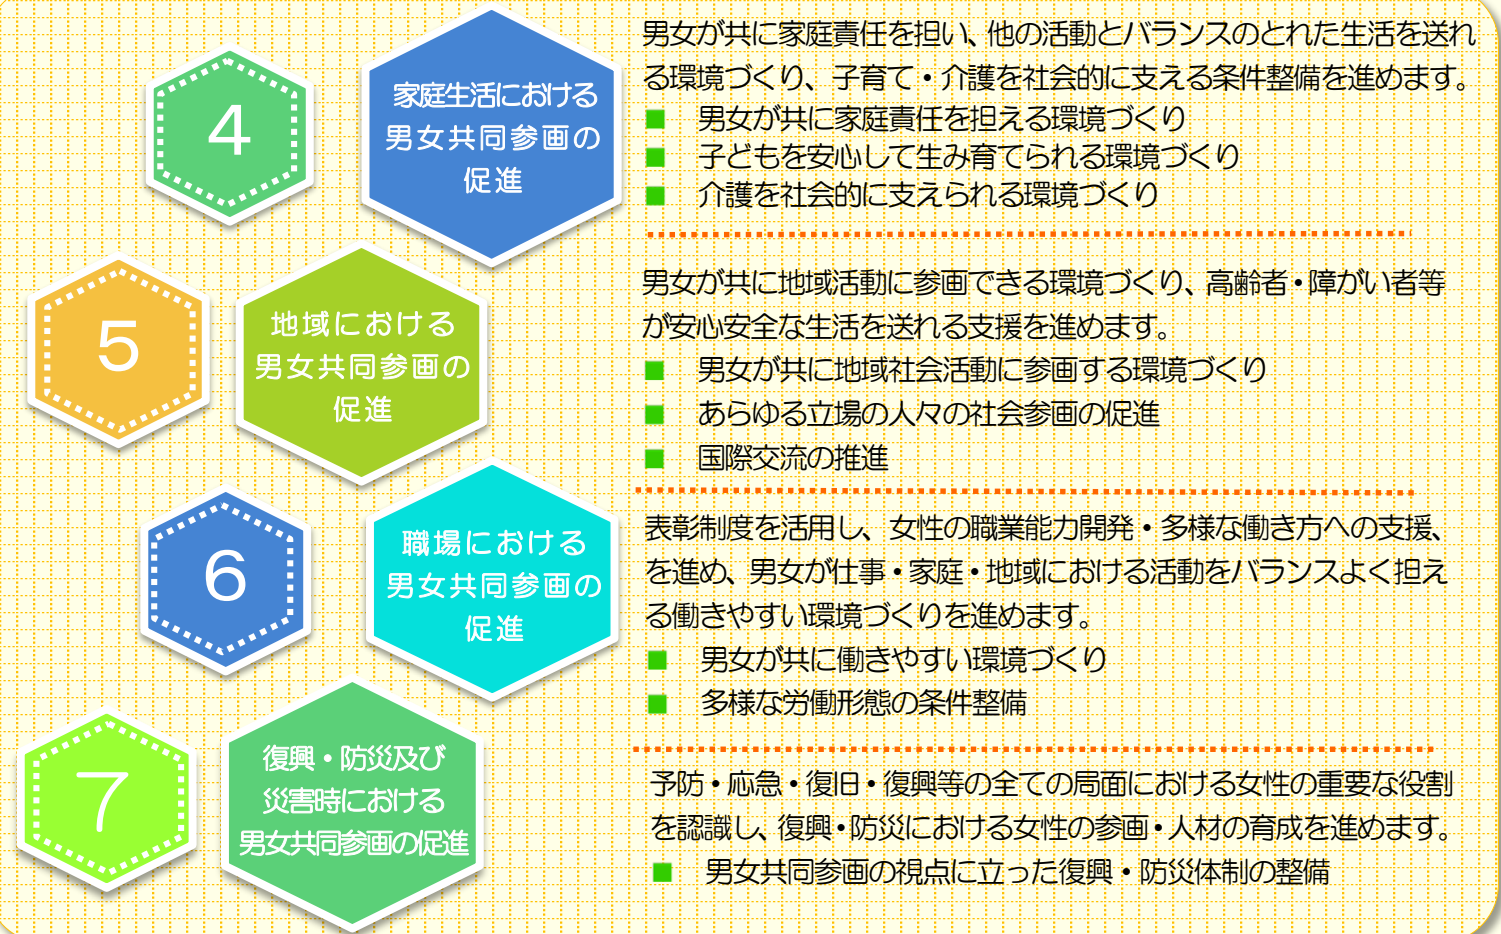 4
家庭生活における
男女共同参画の
促進
男女が共に家庭責任を担い、他の活動とバランスのとれた生活を送れ
る環境づくり、子育て・介護を社会的に支える条件整備を進めます。
■ 男女が共に家庭責任を担える環境づくり
■ 子どもを安心して生み育てられる環境づくり
■ 介護を社会的に支えられる環境づくり
5
地域における
男女共同参画の
促進
男女が共に地域活動に参画できる環境づくり、高齢者・障がい者等
が安心安全な生活を送れる支援を進めます。
■ 男女が共に地域社会活動に参画する環境づくり
■ あらゆる立場の人々の社会参画の促進
■ 国際交流の推進
6
職場における
男女共同参画の
促進
表彰制度を活用し、女性の職業能力開発・多様な働き方への支援、
を進め、男女が仕事・家庭・地域における活動をバランスよく担え
る働きやすい環境づくりを進めます。
■ 男女が共に働きやすい環境づくり
■ 多様な労働形態の条件整備
7
復興・防災及び
災害時における
男女共同参画の促進
予防・応急・復旧・復興等の全ての局面における女性の重要な役割
を認識し、復興・防災における女性の参画・人材の育成を進めます。
■ 男女共同参画の視点に立った復興・防災体制の整備